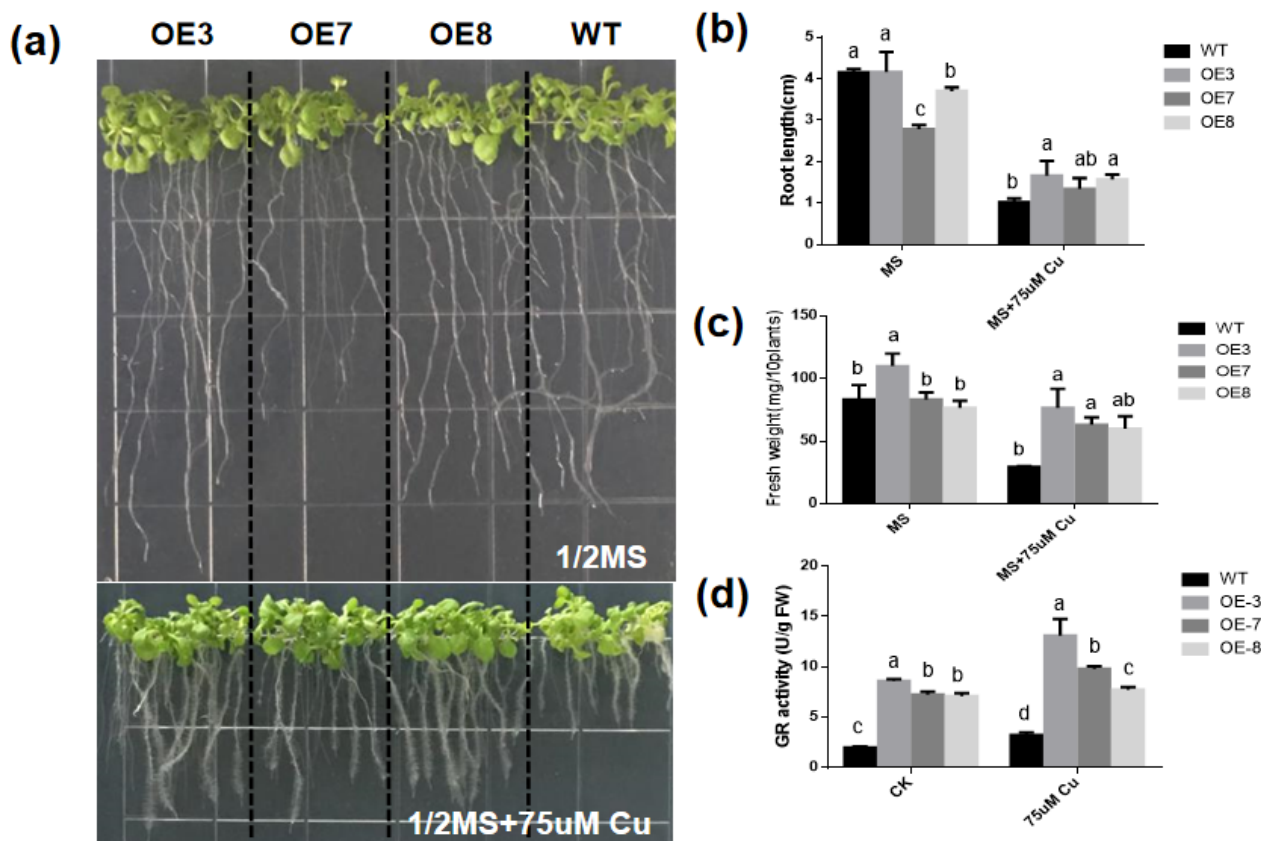 (a)
OE3 OE7 OE8 WT
1/2MS
1/2MS+75uM Cu
(b)
Root length(cm)
5
4
3
2
1
0
a a c b
b a ab a
MS MS+75uM Cu
WT
OE3
OE7
OE8
(c)
Fresh weight(mg/10plants)
150
100
50
0
b a b b
b a a ab
MS MS+75uM Cu
WT
OE3
OE7
OE8
(d)
GR activity (U/g FW)
20
15
10
5
0
c a b b
d a b c
CK 75uM Cu
WT
OE-3
OE-7
OE-8